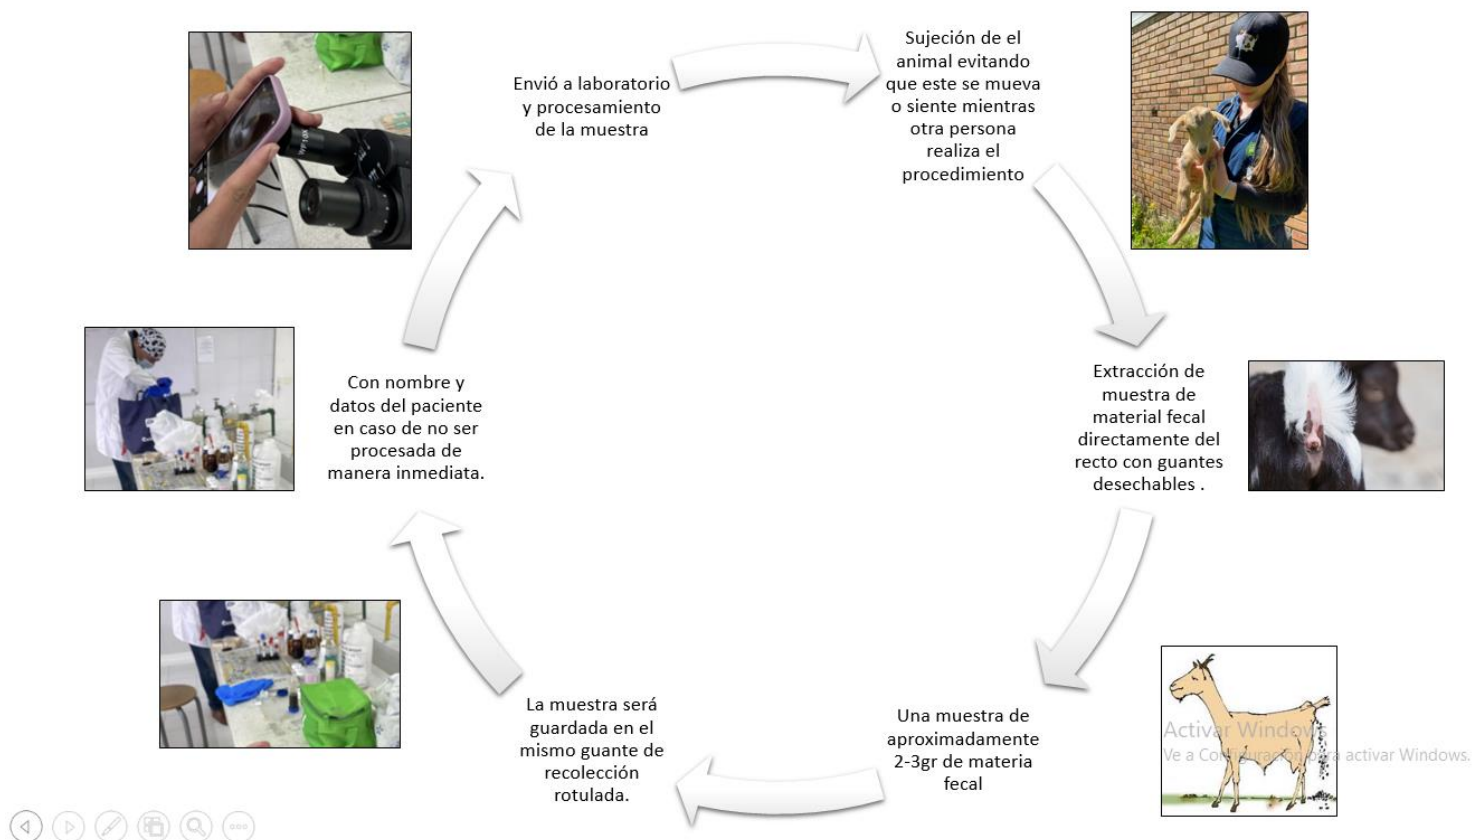 Sujeción de el
animal evitando
que este se mueva
o siente mientras
otra persona
realiza el
procedimiento
Extracción de
muestra de
material fecal
directamente del
recto con guantes
desechables .
Una muestra de
aproximadamente
2-3gr de materia
fecal
La muestra será
guardada en el
mismo guante de
recolección
rotulada.
Con nombre y
datos del paciente
en caso de no ser
procesada de
manera inmediata.
Envió a laboratorio
y procesamiento
de la muestra
WF10X
Activar Windows
Ve a Configuración para activar Windows.